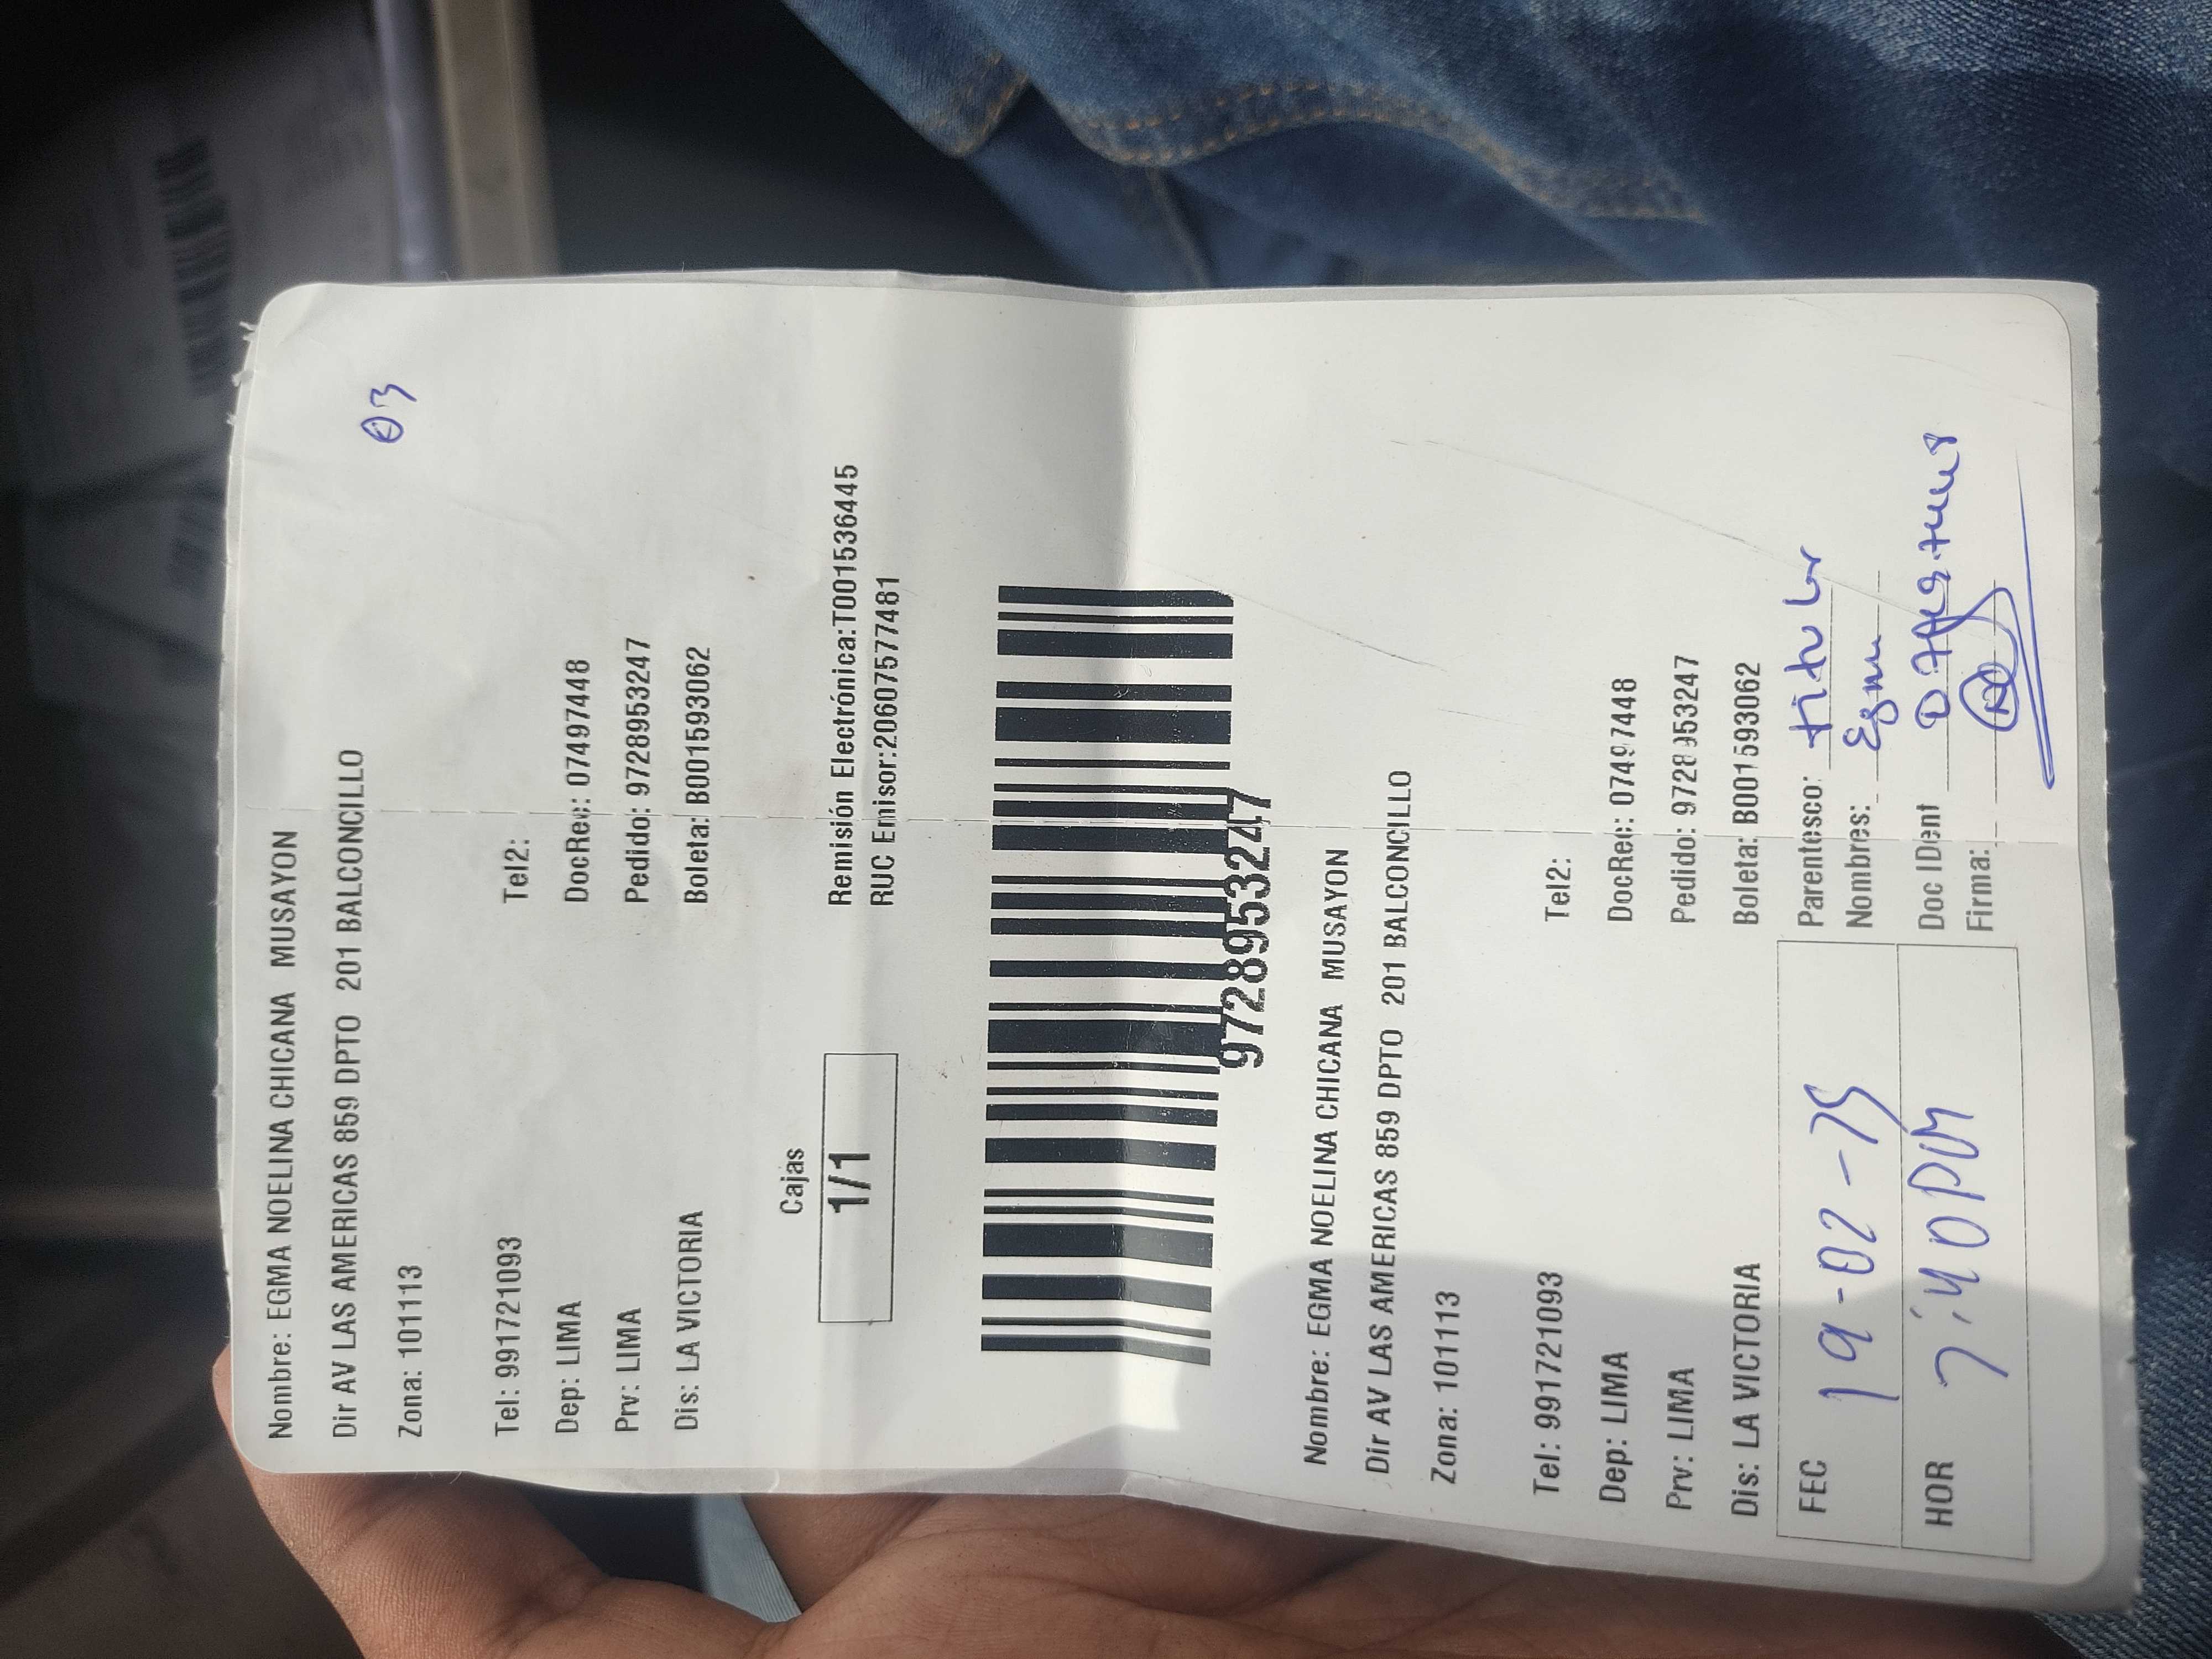 Nombre: EGMA NOELINA CHICANA MUSAYON
Dir AV LAS AMERICAS 859 DPTO 201 BALCONCILLO
03
Zona: 101113
Tel: 991721093 Tel2:
Dep: LIMA DocRec: 07497448
Prv: LIMA Pedido: 9728953247
Dis: LA VICTORIA Boleta: B001593062
Cajas
1/1
Remisión Electrónica:T001536445
RUC Emisor:20607577481
9728953247
Nombre: EGMA NOELINA CHICANA MUSAYON
Dir AV LAS AMERICAS 859 DPTO 201 BALCONCILLO
Zona: 101113
Tel: 991721093 Tel2:
Dep: LIMA DocRec: 07497448
Prv: LIMA Pedido: 9728953247
Dis: LA VICTORIA Boleta: B001593062
FEC 19-02-25 Parentesco: titular
Nombres: Egma
HOR 7:40 PM Doc IDent
Firma: